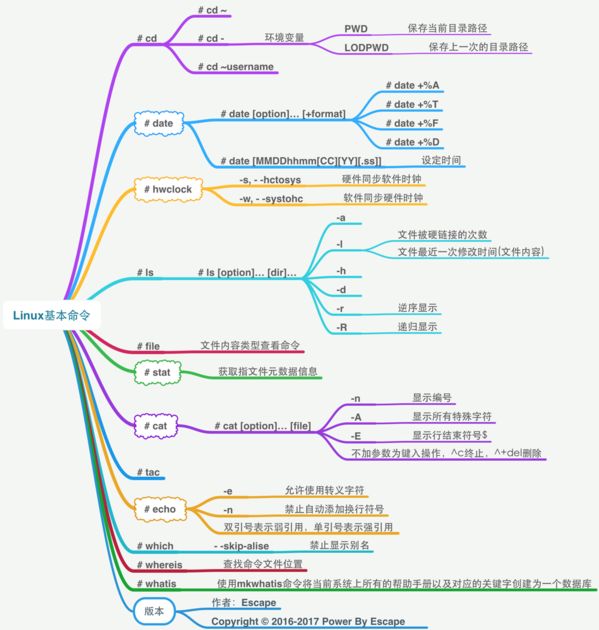 Linux基本命令
# cd
# cd ~
# cd -
环境变量
PWD
保存当前目录路径
LODPWD
保存上一次的目录路径
# cd ~username
# date
# date [option]... [+format]
# date +%A
# date +%T
# date +%F
# date +%D
# date [MMDDhhmm[CC][YY][.ss]]
设定时间
# hwclock
-s, - -hctosys
硬件同步软件时钟
-w, - -systohc
软件同步硬件时钟
# ls
# ls [option]... [dir]...
-a
-l
文件被硬链接的次数
文件最近一次修改时间(文件内容)
-h
-d
-r
逆序显示
-R
递归显示
# file
文件内容类型查看命令
# stat
获取指文件元数据信息
# cat
# cat [option]... [file]
-n
显示编号
-A
显示所有特殊字符
-E
显示行结束符号$
不加参数为键入操作，^c终止，^+del删除
# tac
# echo
-e
允许使用转义字符
-n
禁止自动添加换行符号
双引号表示弱引用，单引号表示强引用
# which
- -skip-alise
禁止显示别名
# whereis
查找命令文件位置
# whatis
使用mkwhatis命令将当前系统上所有的帮助手册以及对应的关键字创建为一个数据库
版本
作者：Escape
Copyright © 2016-2017 Power By Escape